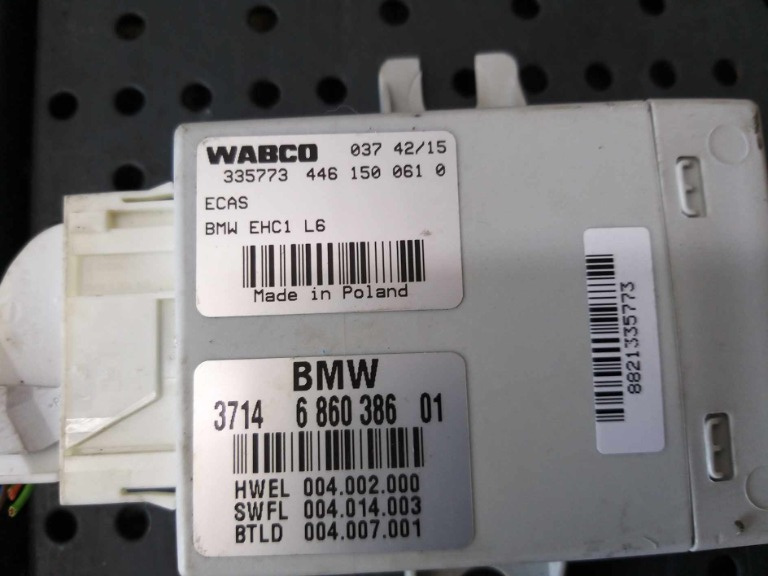 WABCO 037 42/15
335773 446 150 061 0
ECAS
BMW EHC1 L6
Made in Poland
BMW
3714 6 860 386 01
HWEL 004.002.000
SWFL 004.014.003
BTLD 004.007.001
8821335773